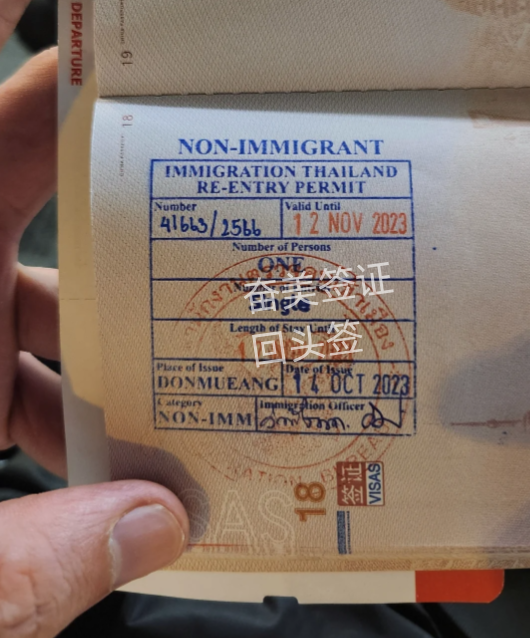 DEPARTURE
19
18
NON-IMMIGRANT
IMMIGRATION THAILAND
RE-ENTRY PERMIT
Number
41663/2566
Valid Until
12 NOV 2023
Number of Persons
ONE
奋美签证
Single
Length of Stay Until
回头签
Place of Issue
DONMUEANG
Date of Issue
14 OCT 2023
Category
NON-IMM
Immigration Officer
签证
VISAS
18